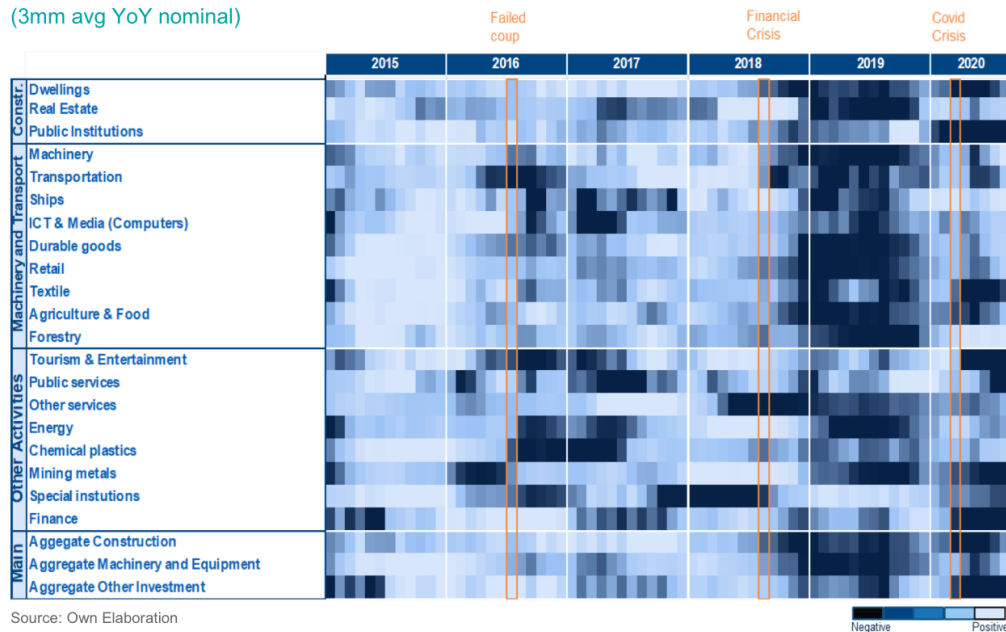 (3mm avg YoY nominal)
Failed
coup
Financial
Crisis
Covid
Crisis
2015 2016 2017 2018 2019 2020
Constr.
Dwellings
Real Estate
Public Institutions
Machinery and Transport
Machinery
Transportation
Ships
ICT & Media (Computers)
Durable goods
Retail
Textile
Agriculture & Food
Forestry
Other Activities
Tourism & Entertainment
Public services
Other services
Energy
Chemical plastics
Mining metals
Special instutions
Finance
Main
Aggegate Construction
Aggregate Machinery and Equipment
Aggregate Other Investment
Source: Own Elaboration
Negative Positive